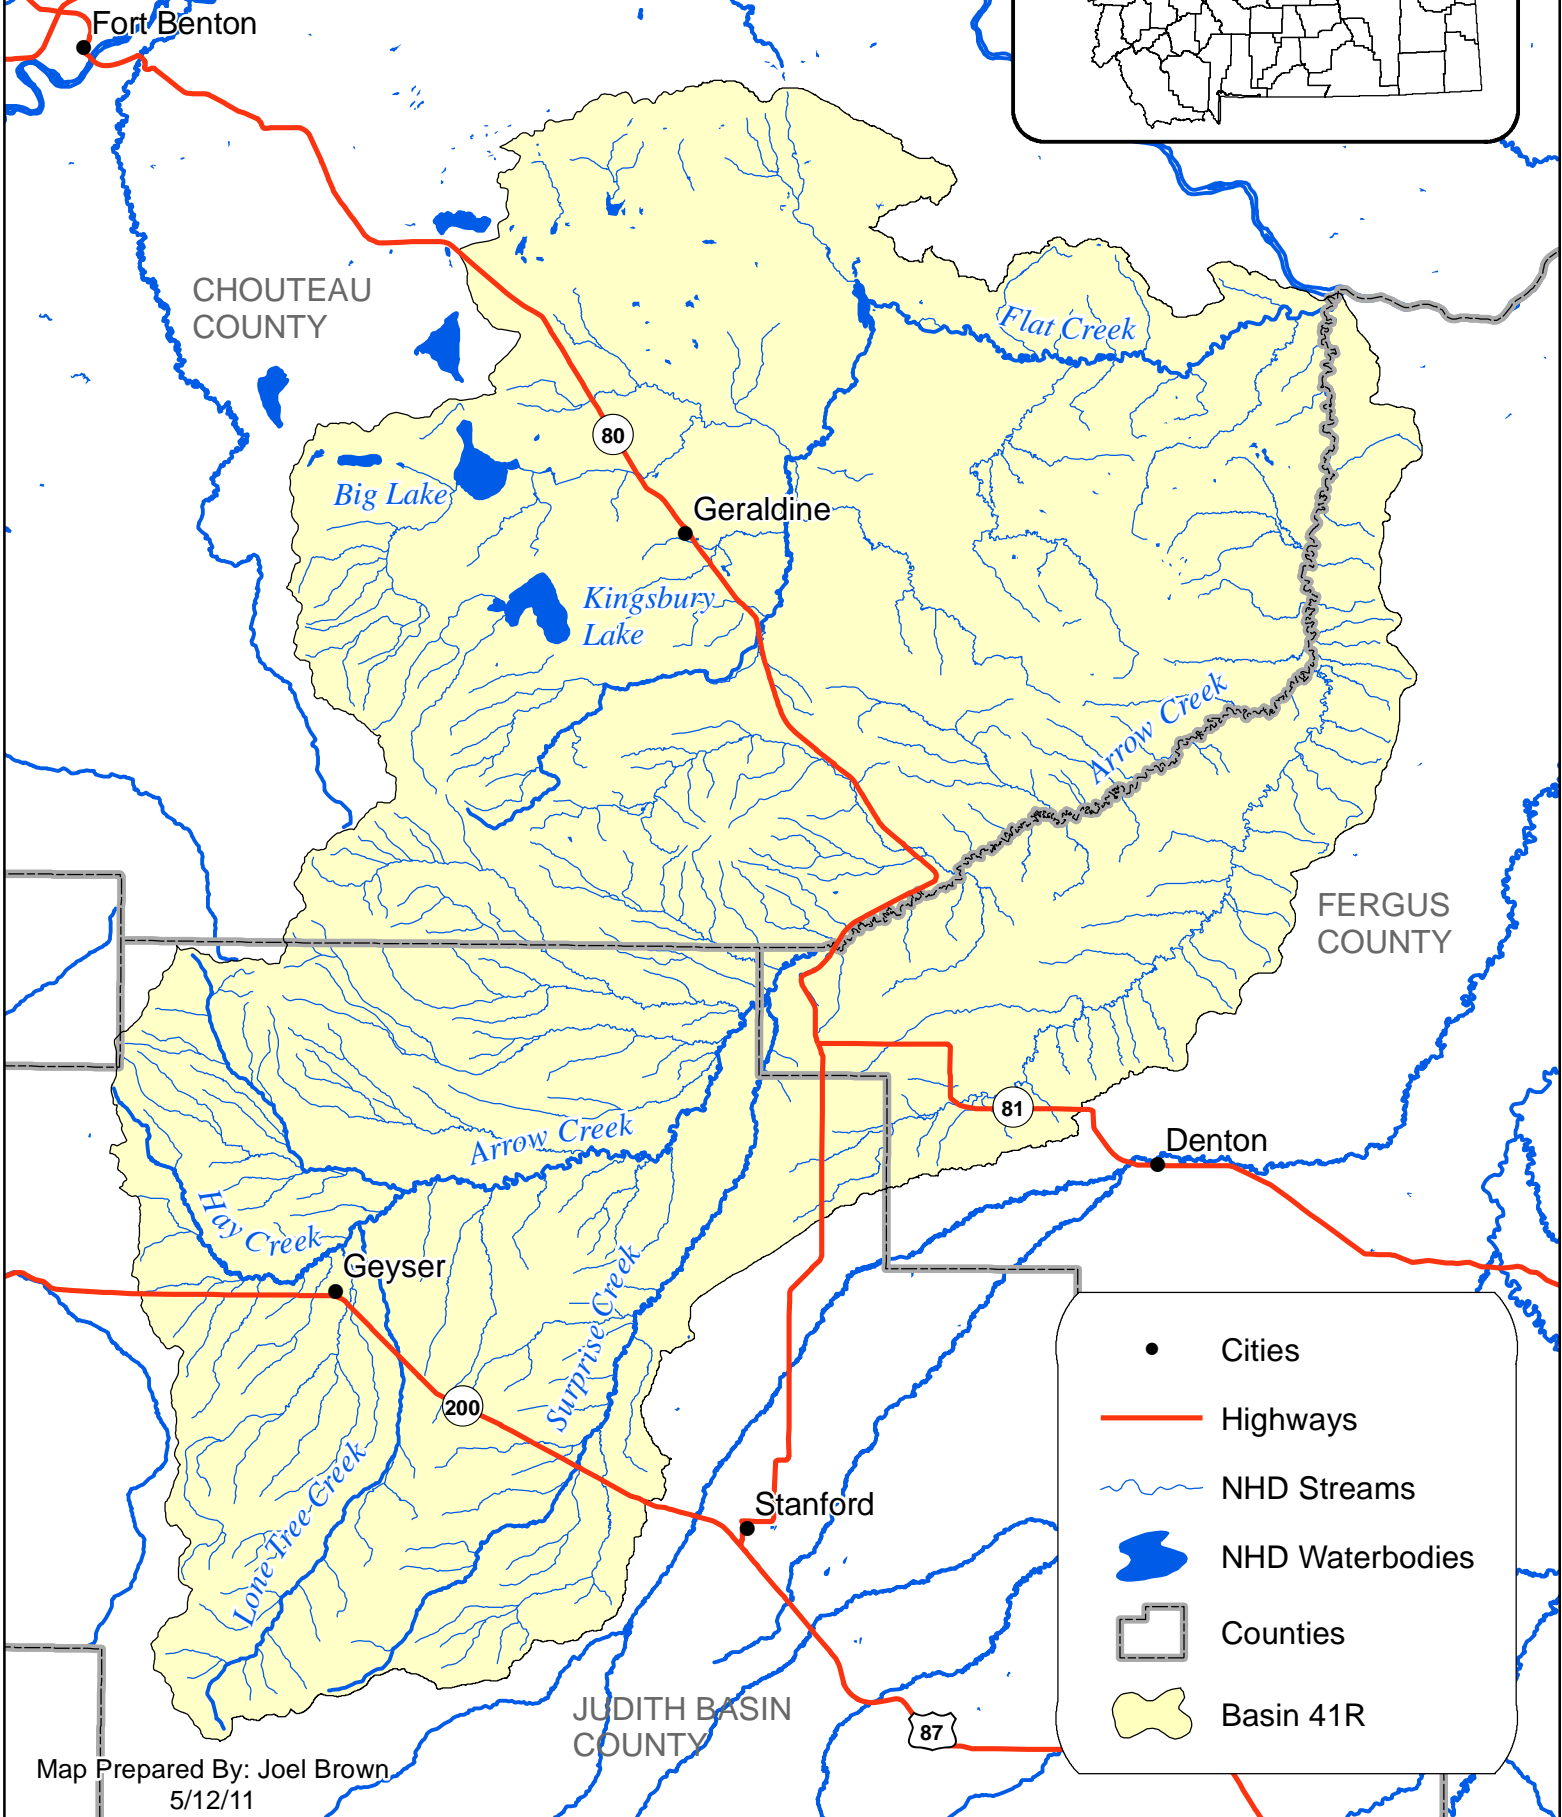 Fort Benton
CHOUTEAU
COUNTY
Flat Creek
80
Big Lake
Geraldine
Kingsbury
Lake
Arrow Creek
FERGUS
COUNTY
81
Arrow Creek
Denton
Hay Creek
Geyser
Surprise Creek
200
Lone Tree Creek
Stanford
JUDITH BASIN
COUNTY
87
Cities
Highways
NHD Streams
NHD Waterbodies
Counties
Basin 41R
Map Prepared By: Joel Brown
5/12/11